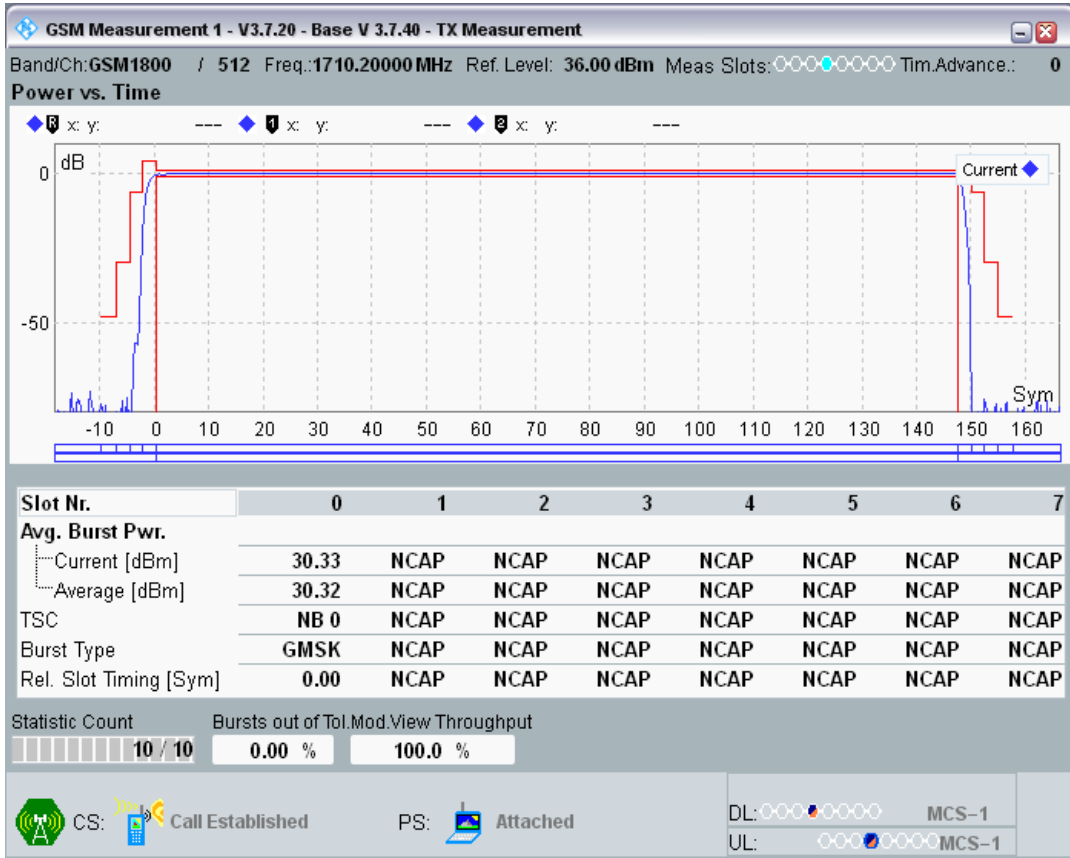 GSM Measurement 1 - V3.7.20 - Base V 3.7.40 - TX Measurement
Band/Ch:GSM1800 / 512 Freq.:1710.20000 MHz Ref. Level: 36.00 dBm Meas Slots: Tim.Advance.: 0
Power vs. Time
R x: y: --- 1 x: y: --- 2 x: y: ---
dB
Current
0
-50
Sym
-10 0 10 20 30 40 50 60 70 80 90 100 110 120 130 140 150 160
Slot Nr. 0 1 2 3 4 5 6 7
Avg. Burst Pwr.
Current [dBm] 30.33 NCAP NCAP NCAP NCAP NCAP NCAP NCAP
Average [dBm] 30.32 NCAP NCAP NCAP NCAP NCAP NCAP NCAP
TSC NB 0 NCAP NCAP NCAP NCAP NCAP NCAP NCAP
Burst Type GMSK NCAP NCAP NCAP NCAP NCAP NCAP NCAP
Rel. Slot Timing [Sym] 0.00 NCAP NCAP NCAP NCAP NCAP NCAP NCAP
Statistic Count Bursts out of Tol.Mod.View Throughput
10 / 10 0.00 % 100.0 %
CS: Call Established PS: Attached
DL: MCS-1
UL: MCS-1